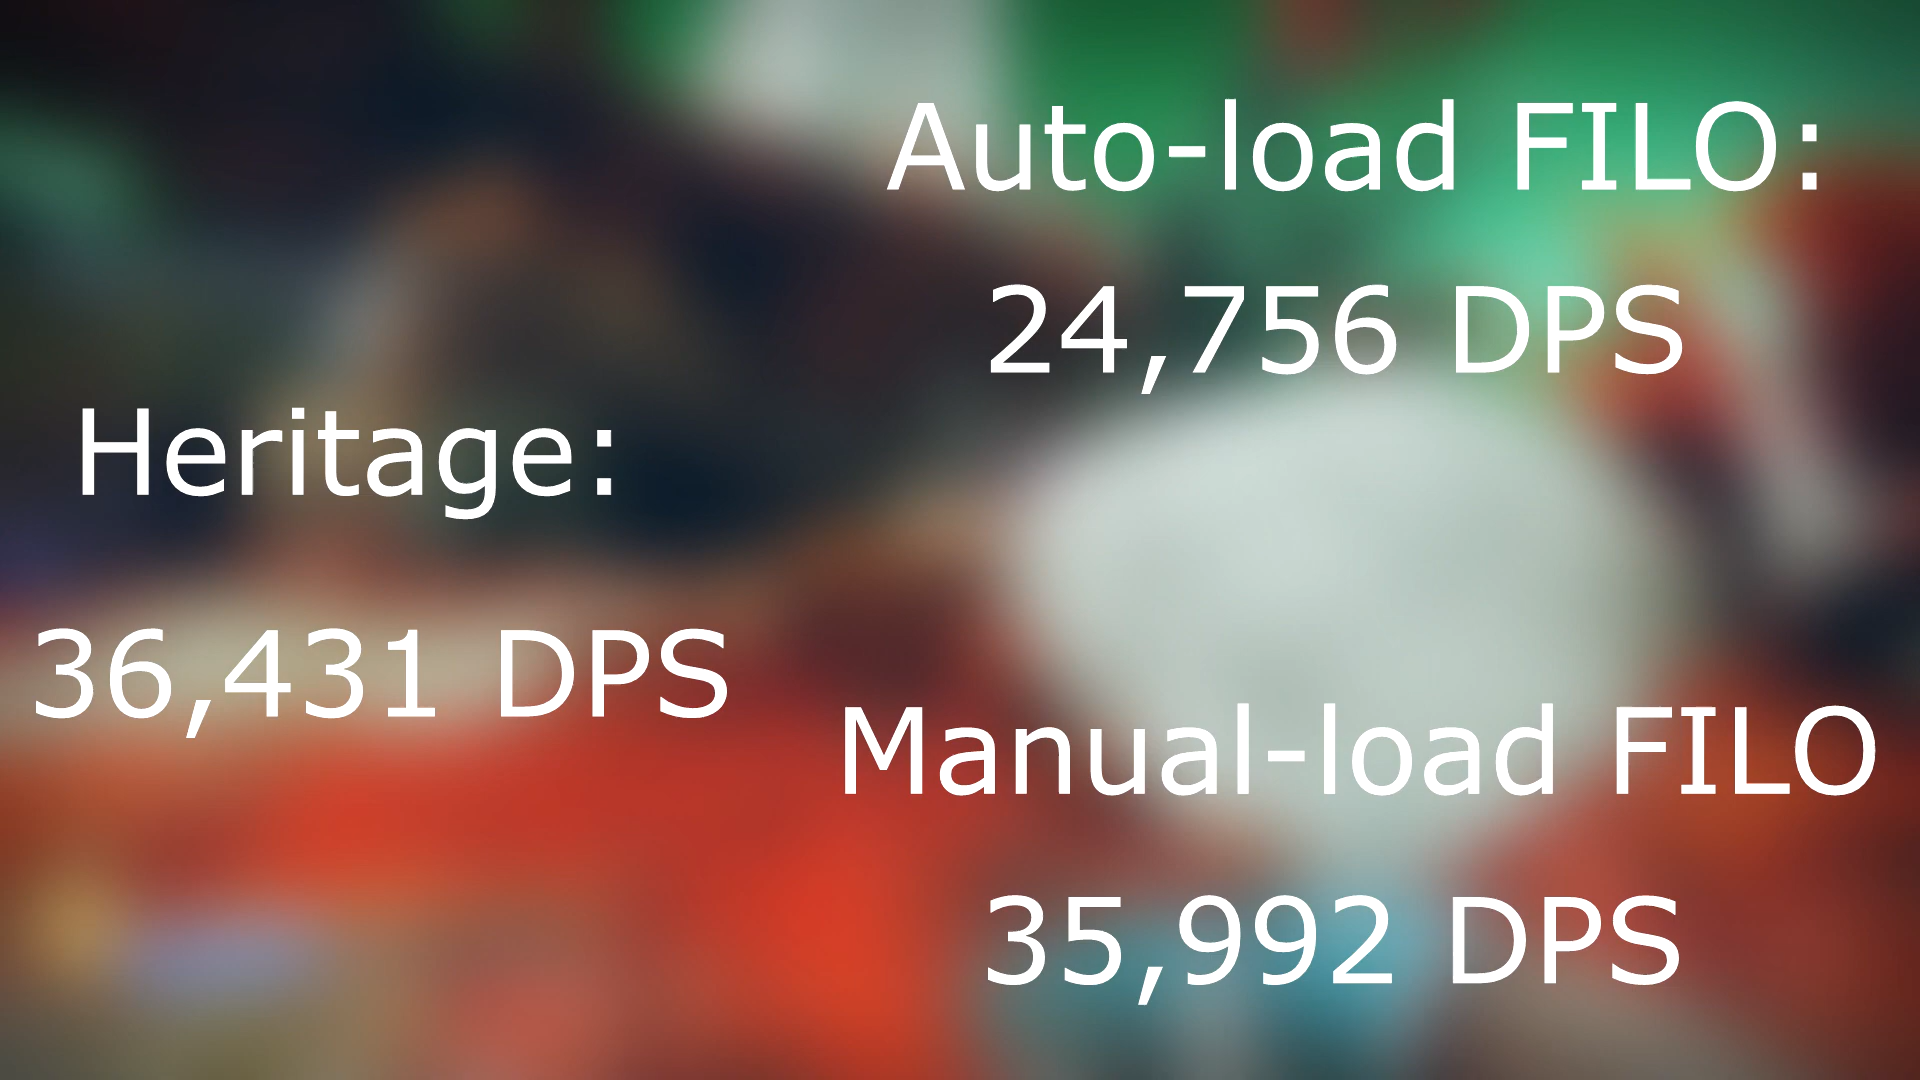 Heritage:
36,431 DPS
Auto-load FILO:
24,756 DPS
Manual-load FILO
35,992 DPS